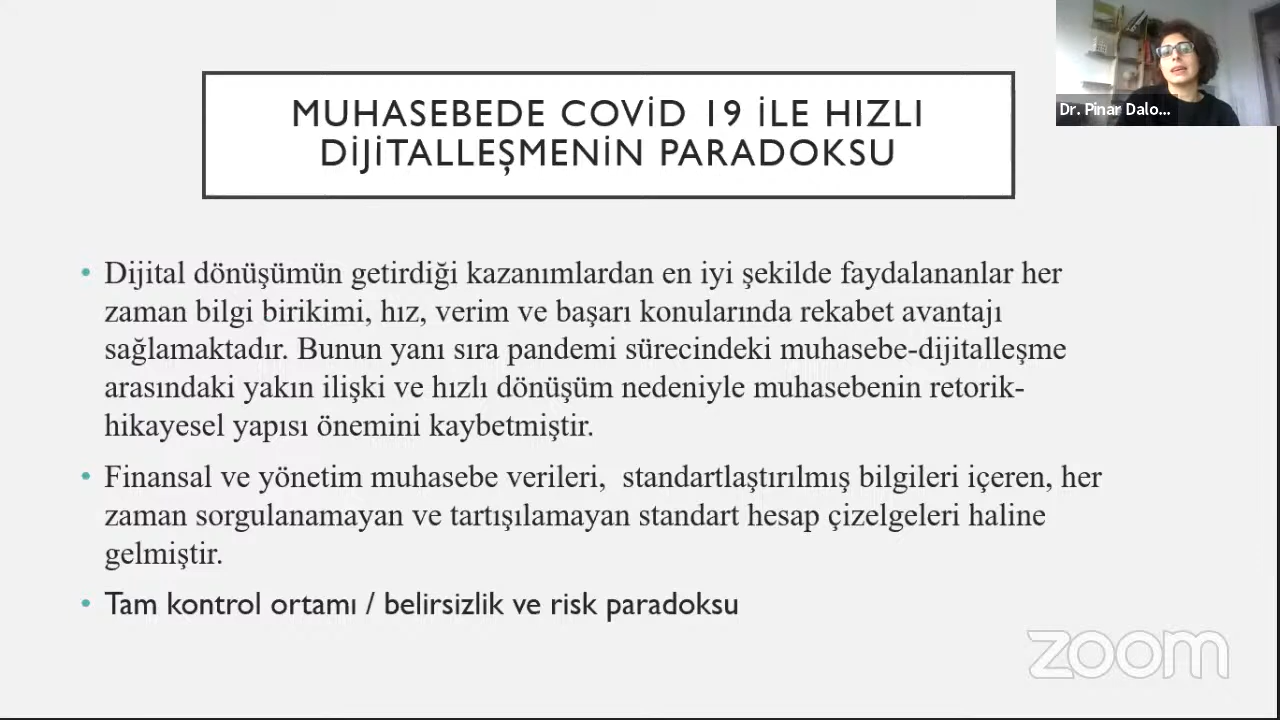 MUHASEBEDE COVİD 19 İLE HIZLI
DİJİTALLEŞMENİN PARADOKSU
Dr. Pinar Dalo...
• Dijital dönüşümün getirdiği kazanımlardan en iyi şekilde faydalananlar her
zaman bilgi birikimi, hız, verim ve başarı konularında rekabet avantajı
sağlamaktadır. Bunun yanı sıra pandemi sürecindeki muhasebe-dijitalleşme
arasındaki yakın ilişki ve hızlı dönüşüm nedeniyle muhasebenin retorik-
hikayesel yapısı önemini kaybetmiştir.
• Finansal ve yönetim muhasebe verileri, standartlaştırılmış bilgileri içeren, her
zaman sorgulanamayan ve tartışılamayan standart hesap çizelgeleri haline
gelmiştir.
• Tam kontrol ortamı / belirsizlik ve risk paradoksu
zoom